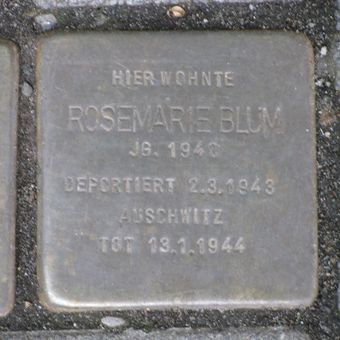 HIER WOHNTE
ROSEMARIE BLUM
JG. 1940
DEPORTIERT 2.3.1943
AUSCHWITZ
TOT 13.1.1944